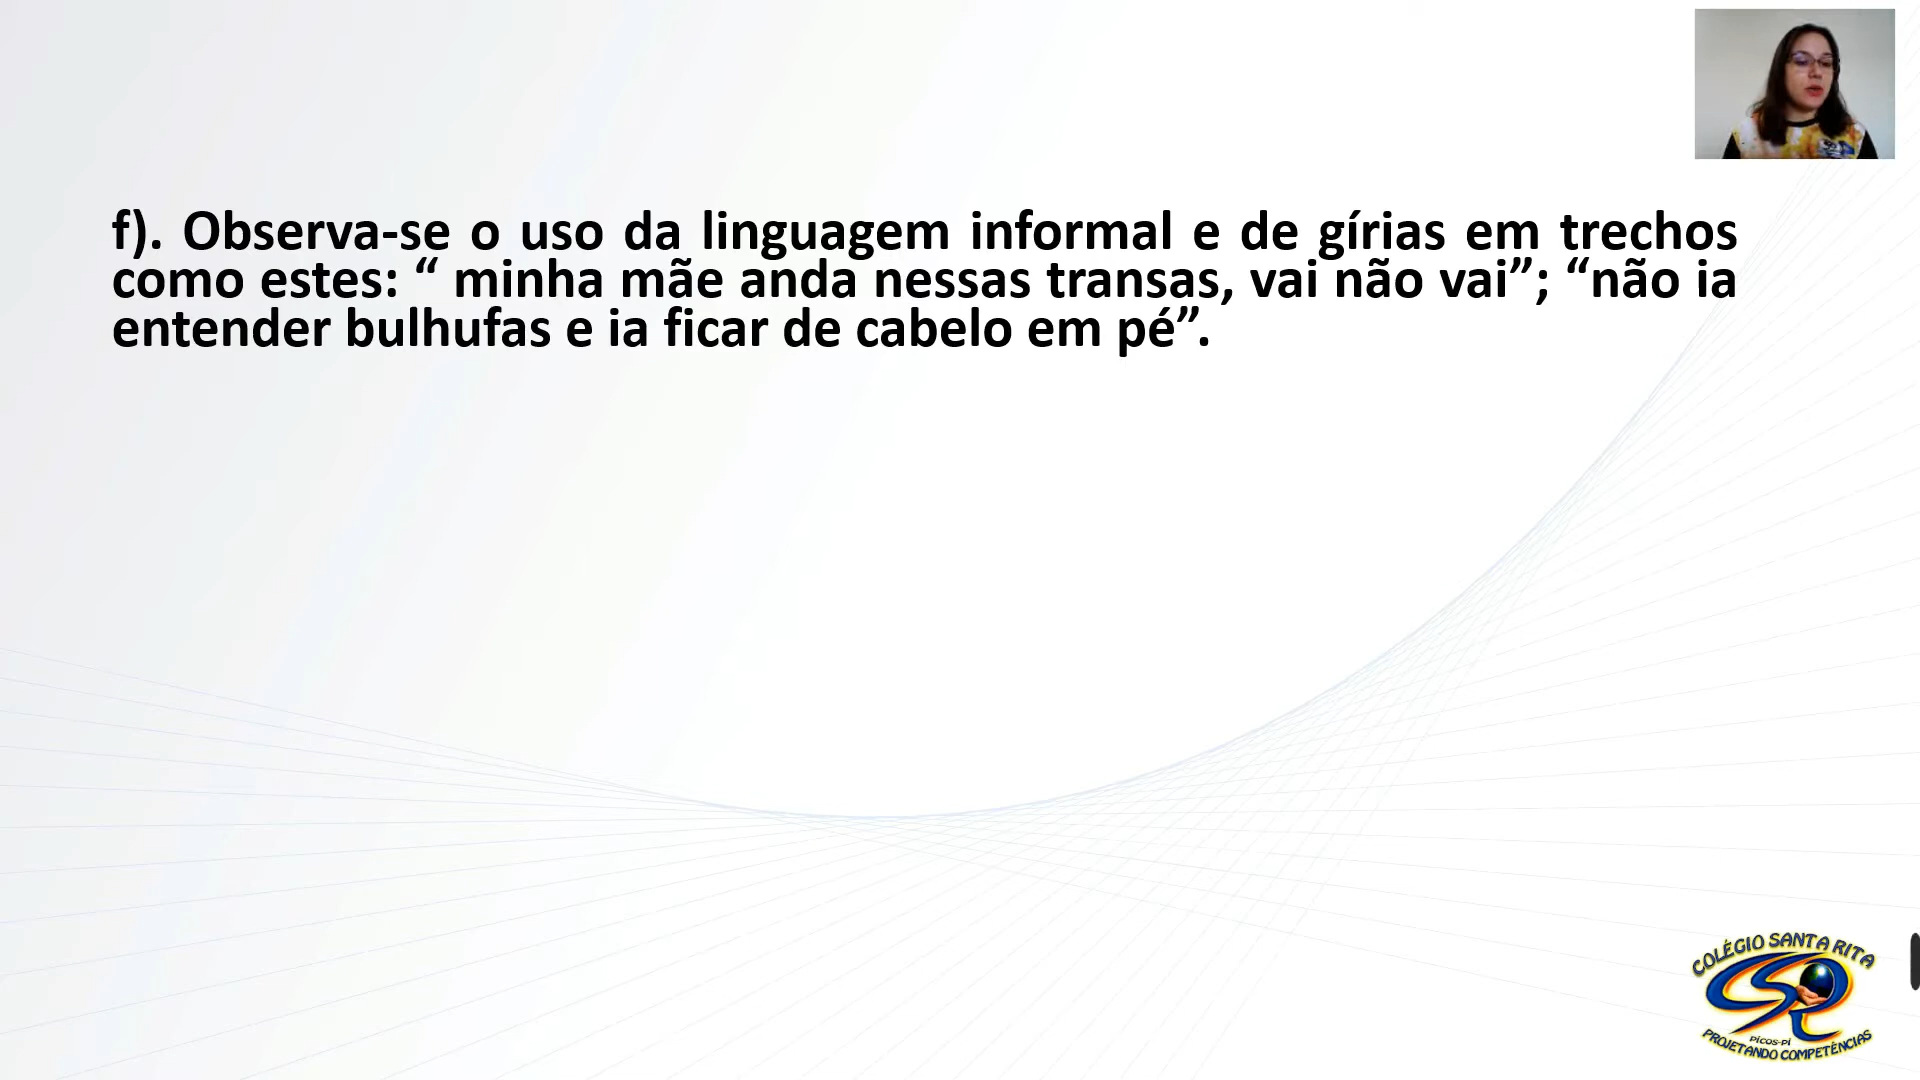 f). Observa-se o uso da linguagem informal e de gírias em trechos
como estes: “ minha mãe anda nessas transas, vai não vai”; “não ia
entender bulhufas e ia ficar de cabelo em pé”.
COLÉGIO SANTA RITA
PICOS-PI
PROJETANDO COMPETÊNCIAS